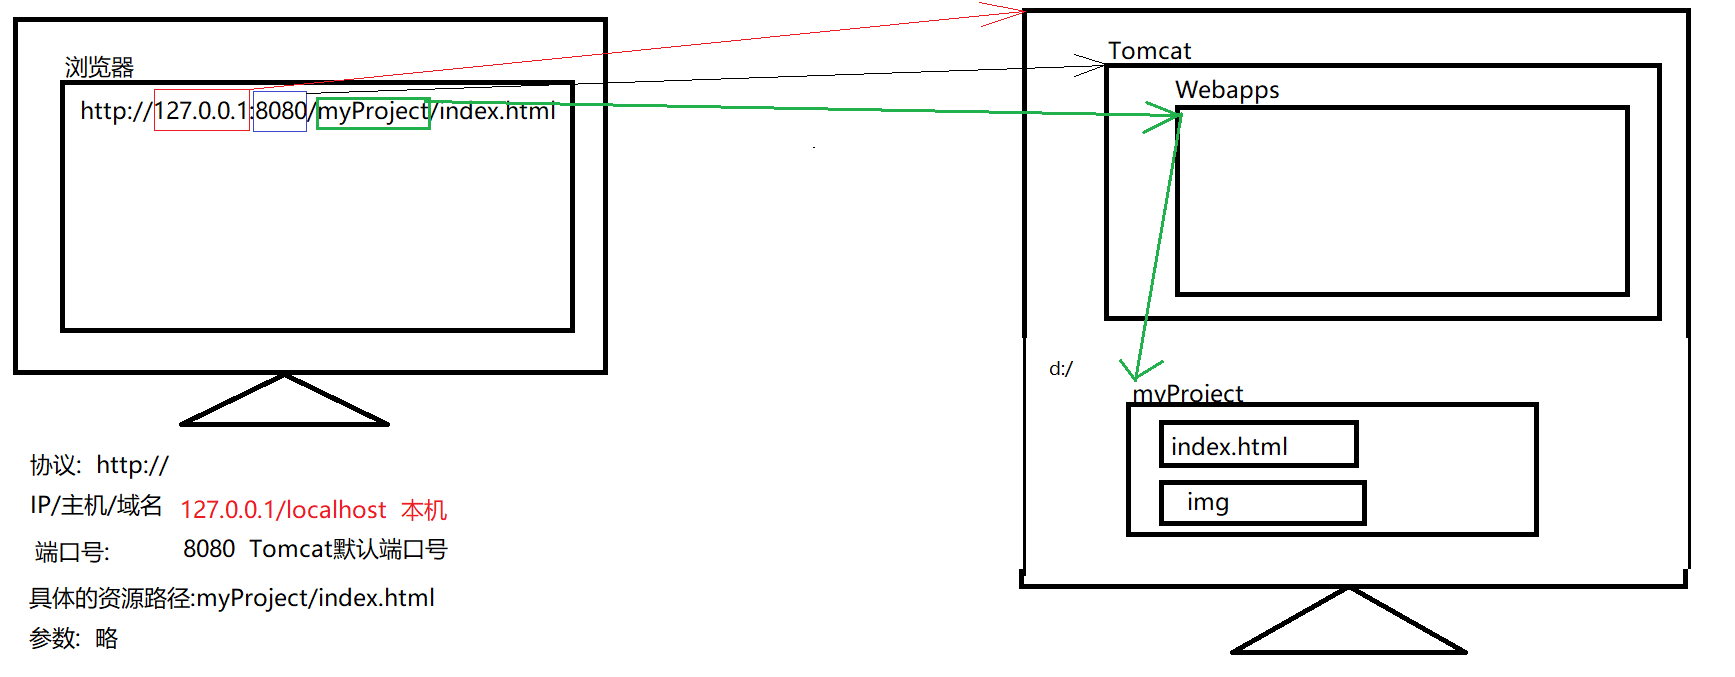 浏览器
http://127.0.0.1:8080/myProject/index.html
协议: http://
IP/主机/域名 127.0.0.1/localhost 本机
端口号: 8080 Tomcat默认端口号
具体的资源路径:myProject/index.html
参数: 略
Tomcat
Webapps
d:/
myProject
index.html
img